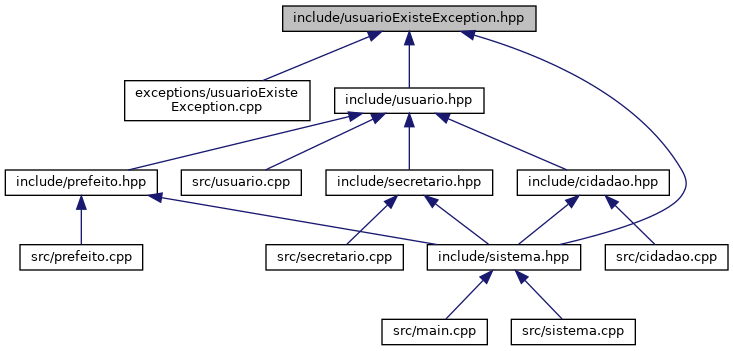 include/usuarioExisteException.hpp
exceptions/usuarioExiste
Exception.cpp
include/usuario.hpp
include/prefeito.hpp
src/usuario.cpp
include/secretario.hpp
include/cidadao.hpp
src/prefeito.cpp
src/secretario.cpp
include/sistema.hpp
src/cidadao.cpp
src/main.cpp
src/sistema.cpp